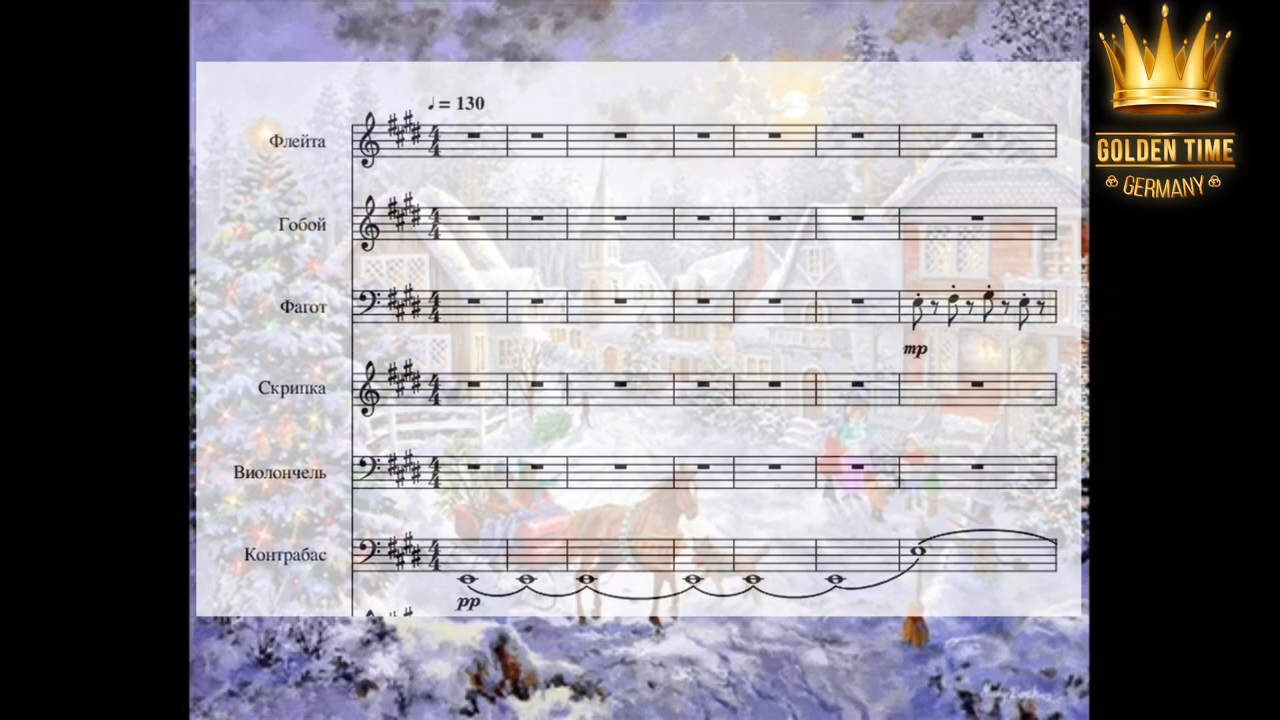 ♩ = 130
Флейта
Гобой
Фагот
mp
Скрипка
Виолончель
Контрабас
pp
GOLDEN TIME
GERMANY